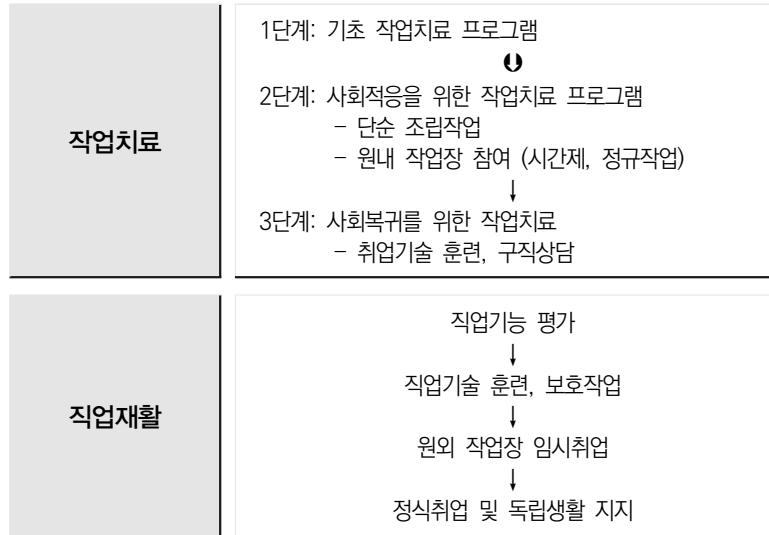 작업치료
1단계: 기초 작업치료 프로그램
⬇
2단계: 사회적응을 위한 작업치료 프로그램
- 단순 조립작업
- 원내 작업장 참여 (시간제, 정규작업)
↓
3단계: 사회복귀를 위한 작업치료
- 취업기술 훈련, 구직상담
직업재활
직업기능 평가
↓
직업기술 훈련, 보호작업
↓
원외 작업장 임시취업
↓
정식취업 및 독립생활 지지